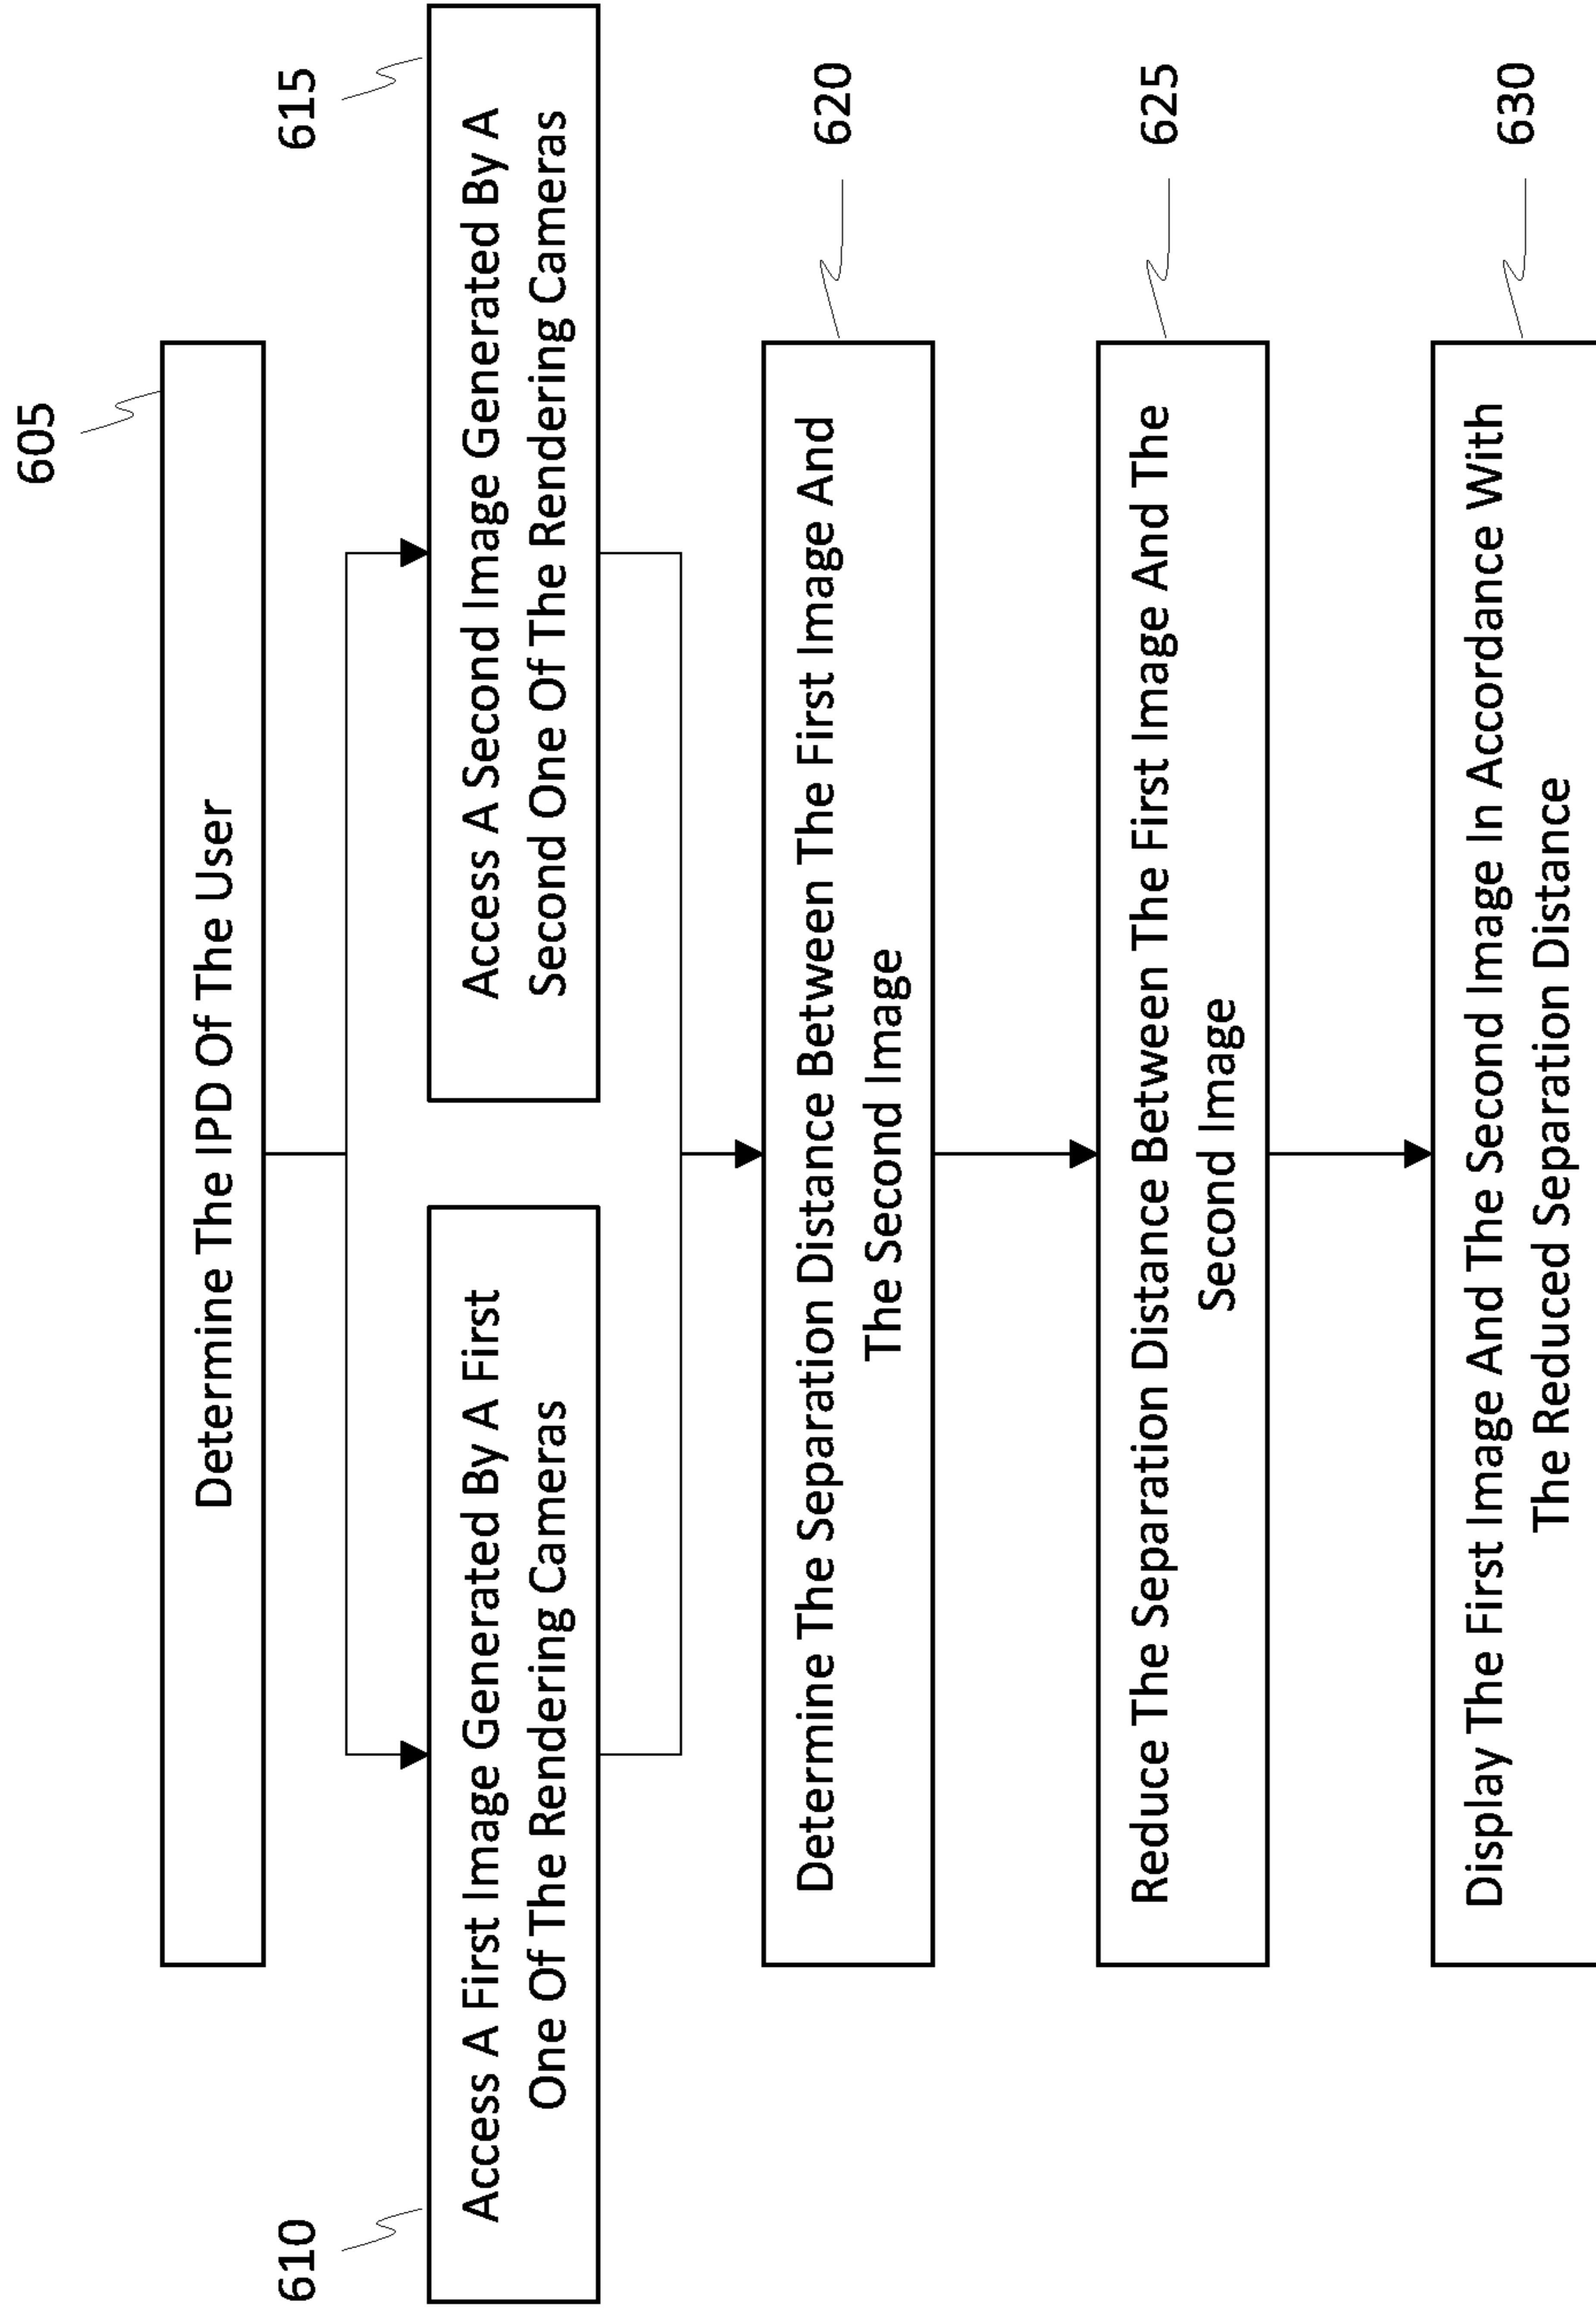 605
Determine The IPD Of The User
610
Access A First Image Generated By A First
One Of The Rendering Cameras
615
Access A Second Image Generated By A
Second One Of The Rendering Cameras
620
Determine The Separation Distance Between The First Image And
The Second Image
625
Reduce The Separation Distance Between The First Image And The
Second Image
630
Display The First Image And The Second Image In Accordance With
The Reduced Separation Distance